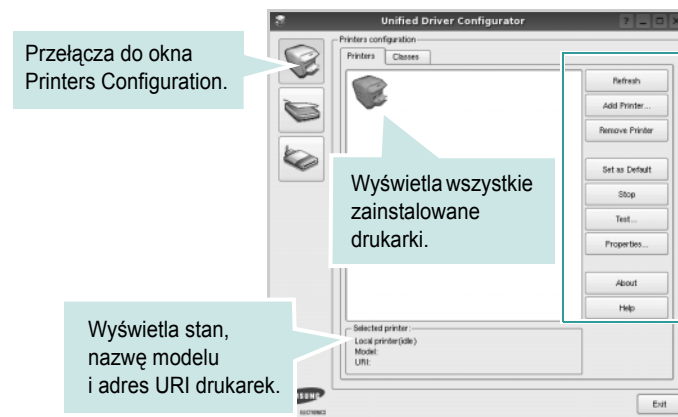 Unified Driver Configurator
Przełącza do okna
Printers Configuration.
Printers configuration
Printers
Classes
Refresh
Add Printer...
Remove Printer
Set as Default
Stop
Test...
Properties...
About
Help
Wyświetla wszystkie
zainstalowane
drukarki.
Wyświetla stan,
nazwę modelu
i adres URI drukarek.
Selected printer:
Local printer(idle)
Model:
URI:
ELECTRONICS
Exit